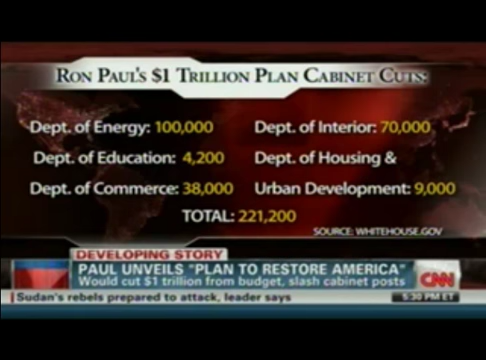 RON PAUL'S $1 TRILLION PLAN CABINET CUTS:
Dept. of Energy: 100,000
Dept. of Education: 4,200
Dept. of Commerce: 38,000
Dept. of Interior: 70,000
Dept. of Housing &
Urban Development: 9,000
TOTAL: 221,200
SOURCE: WHITEHOUSE.GOV
DEVELOPING STORY
PAUL UNVEILS "PLAN TO RESTORE AMERICA"
Would cut $1 trillion from budget, slash cabinet posts
CNN
Sudan's rebels prepared to attack, leader says
5:30 PM ET